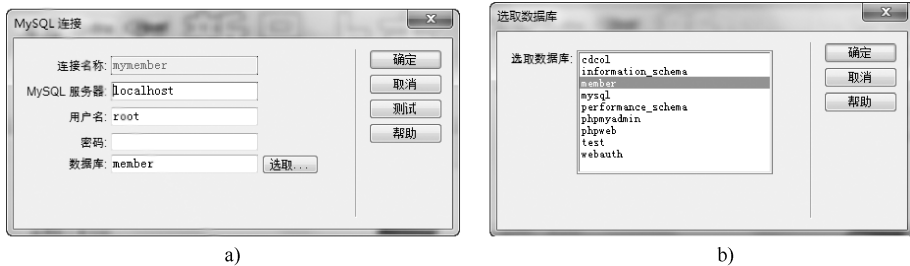 MySQL 连接
连接名称: mymember
MySQL 服务器: localhost
用户名: root
密码:
数据库: member 选取...
确定
取消
测试
帮助
a)
选取数据库
选取数据库: cdcol
information_schema
member
mysql
performance_schema
phpmyadmin
phpweb
test
webauth
确定
取消
帮助
b)